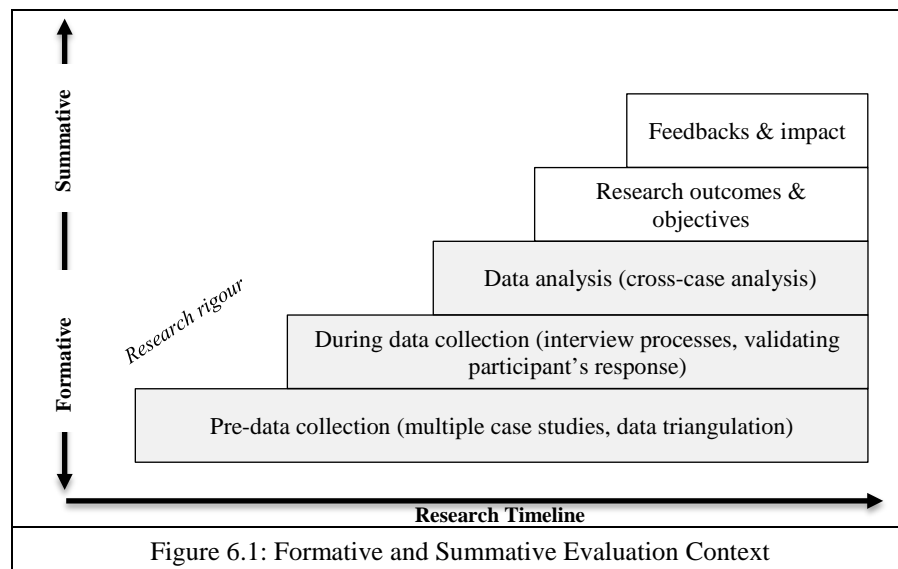 Summative
Formative
Research rigour
Feedbacks & impact
Research outcomes &
objectives
Data analysis (cross-case analysis)
During data collection (interview processes, validating
participant's response)
Pre-data collection (multiple case studies, data triangulation)
Research Timeline
Figure 6.1: Formative and Summative Evaluation Context